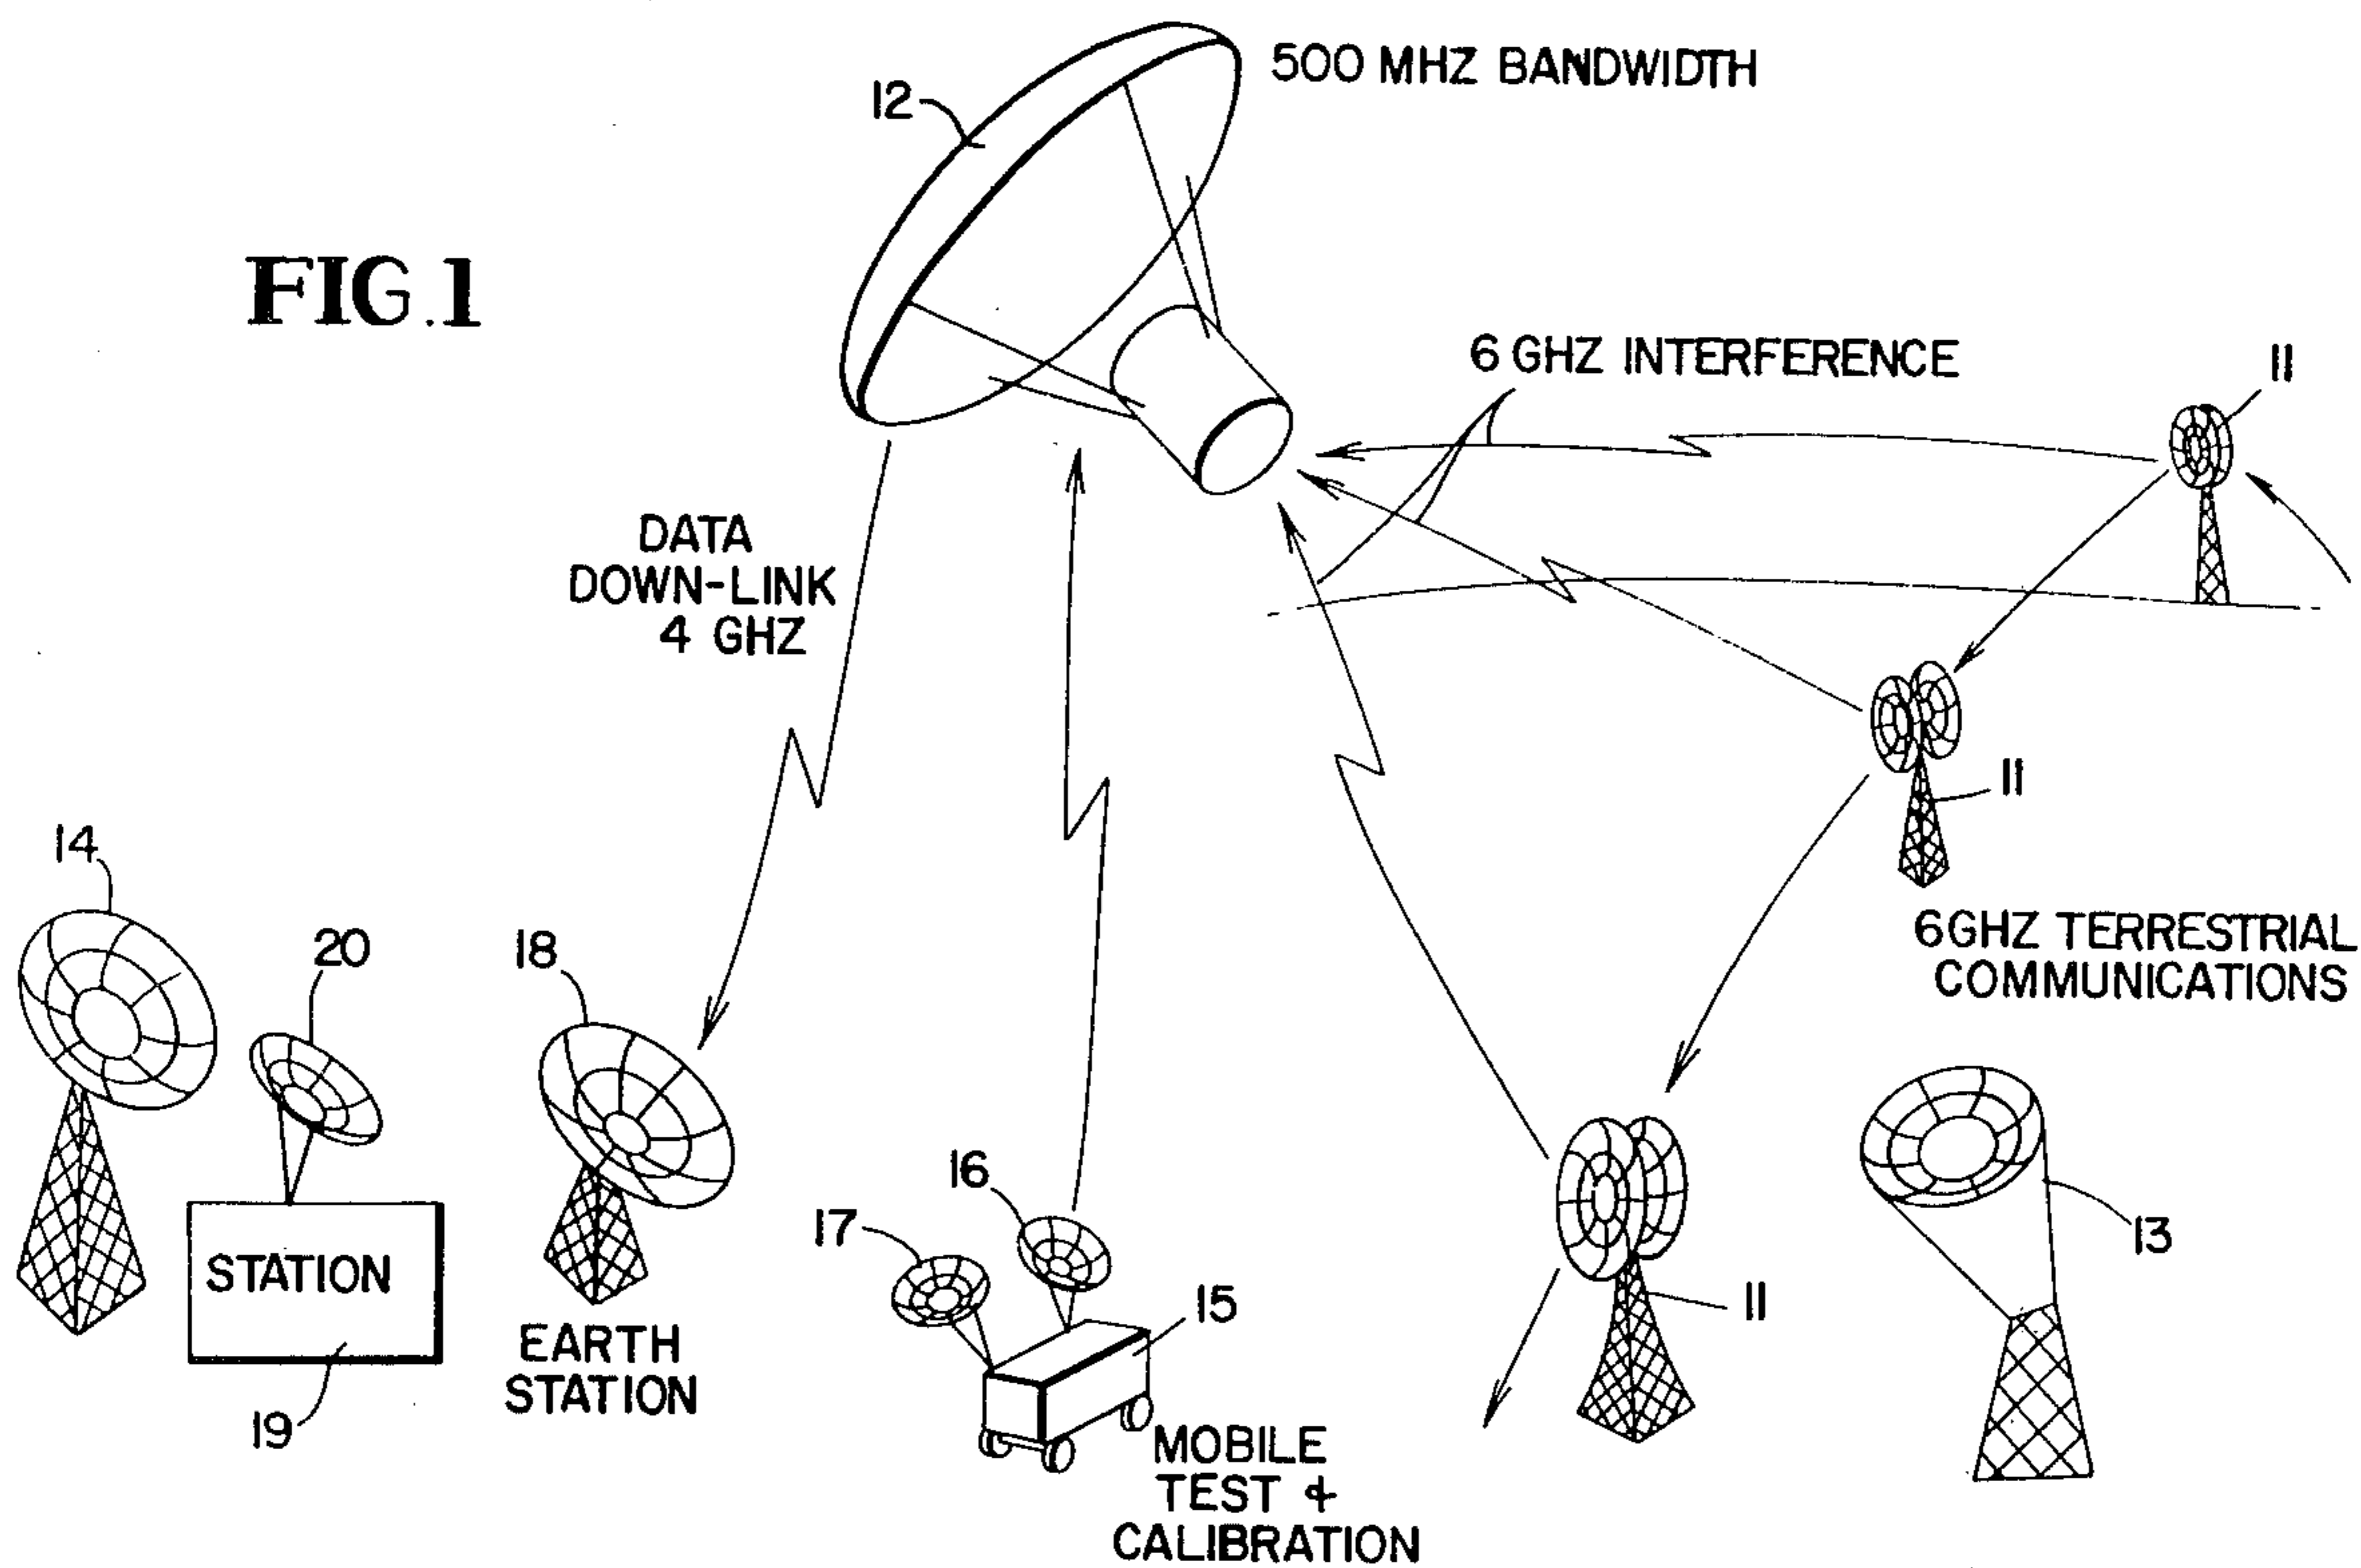 500 MHZ BANDWIDTH
12
FIG.1
6 GHZ INTERFERENCE
11
DATA
DOWN-LINK
4 GHZ
11
14
20
18
6GHZ TERRESTRIAL
COMMUNICATIONS
16
17
13
15
11
STATION
EARTH
STATION
19
MOBILE
TEST &
CALIBRATION